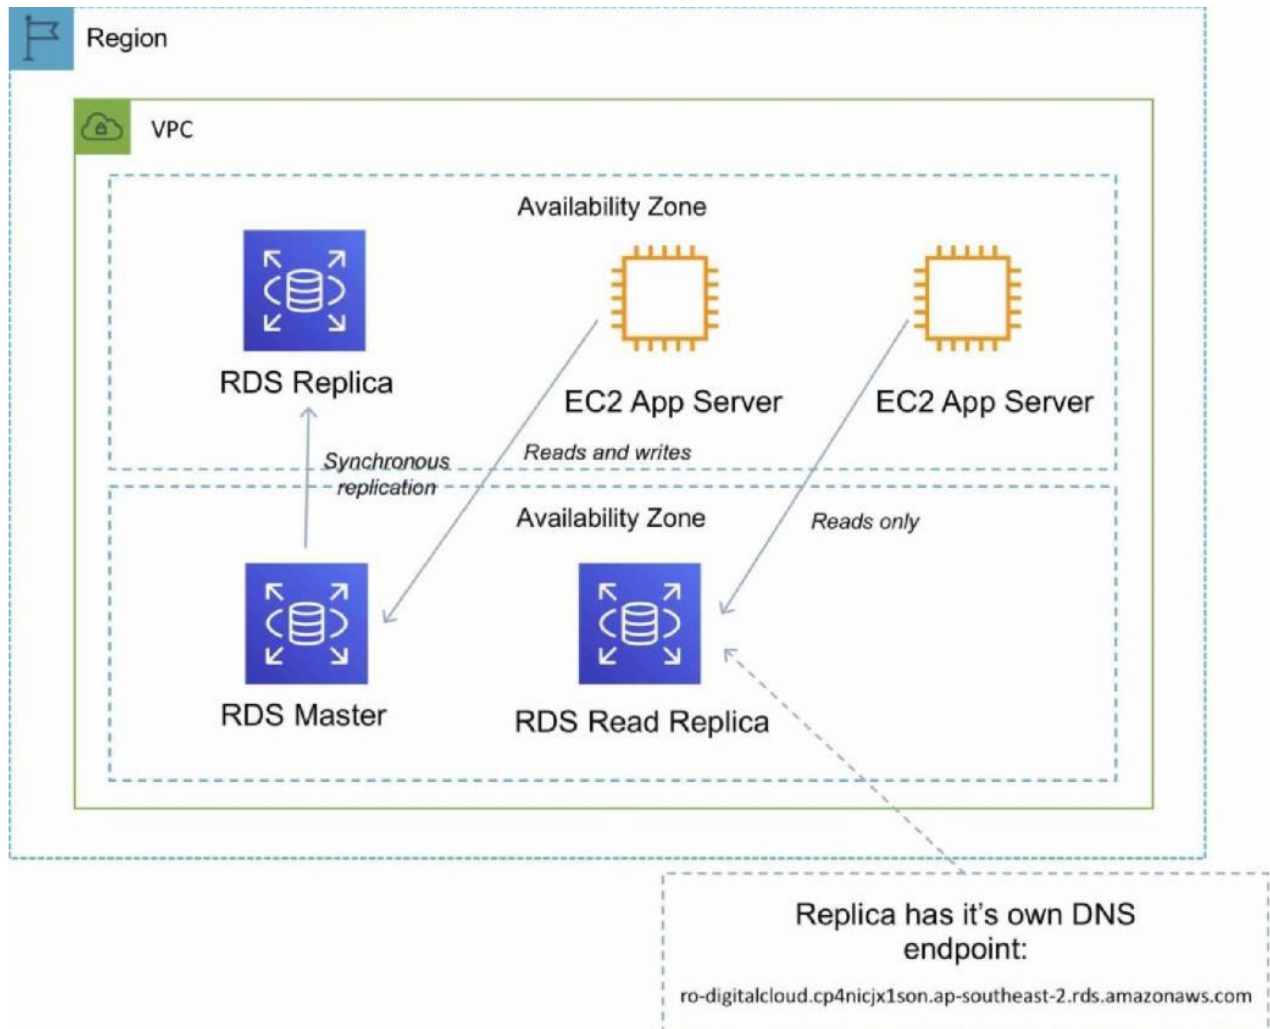 Region
VPC
Availability Zone
RDS Replica
EC2 App Server
EC2 App Server
Synchronous
replication
Reads and writes
Availability Zone
Reads only
RDS Master
RDS Read Replica
Replica has it's own DNS
endpoint:
ro-digitalcloud.cp4nicjx1son.ap-southeast-2.rds.amazonaws.com